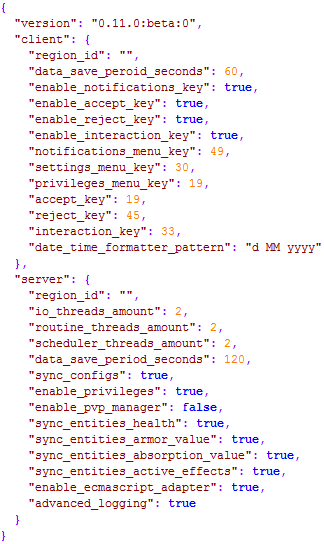 {
"version": "0.11.0:beta:0",
"client": {
"region_id": "",
"data_save_peroid_seconds": 60,
"enable_notifications_key": true,
"enable_accept_key": true,
"enable_reject_key": true,
"enable_interaction_key": true,
"notifications_menu_key": 49,
"settings_menu_key": 30,
"privileges_menu_key": 19,
"accept_key": 19,
"reject_key": 45,
"interaction_key": 33,
"date_time_formatter_pattern": "d MM yyyy"
},
"server": {
"region_id": "",
"io_threads_amount": 2,
"routine_threads_amount": 2,
"scheduler_threads_amount": 2,
"data_save_period_seconds": 120,
"sync_configs": true,
"enable_privileges": true,
"enable_pvp_manager": false,
"sync_entities_health": true,
"sync_entities_armor_value": true,
"sync_entities_absorption_value": true,
"sync_entities_active_effects": true,
"enable_ecmascript_adapter": true,
"advanced_logging": true
}
}